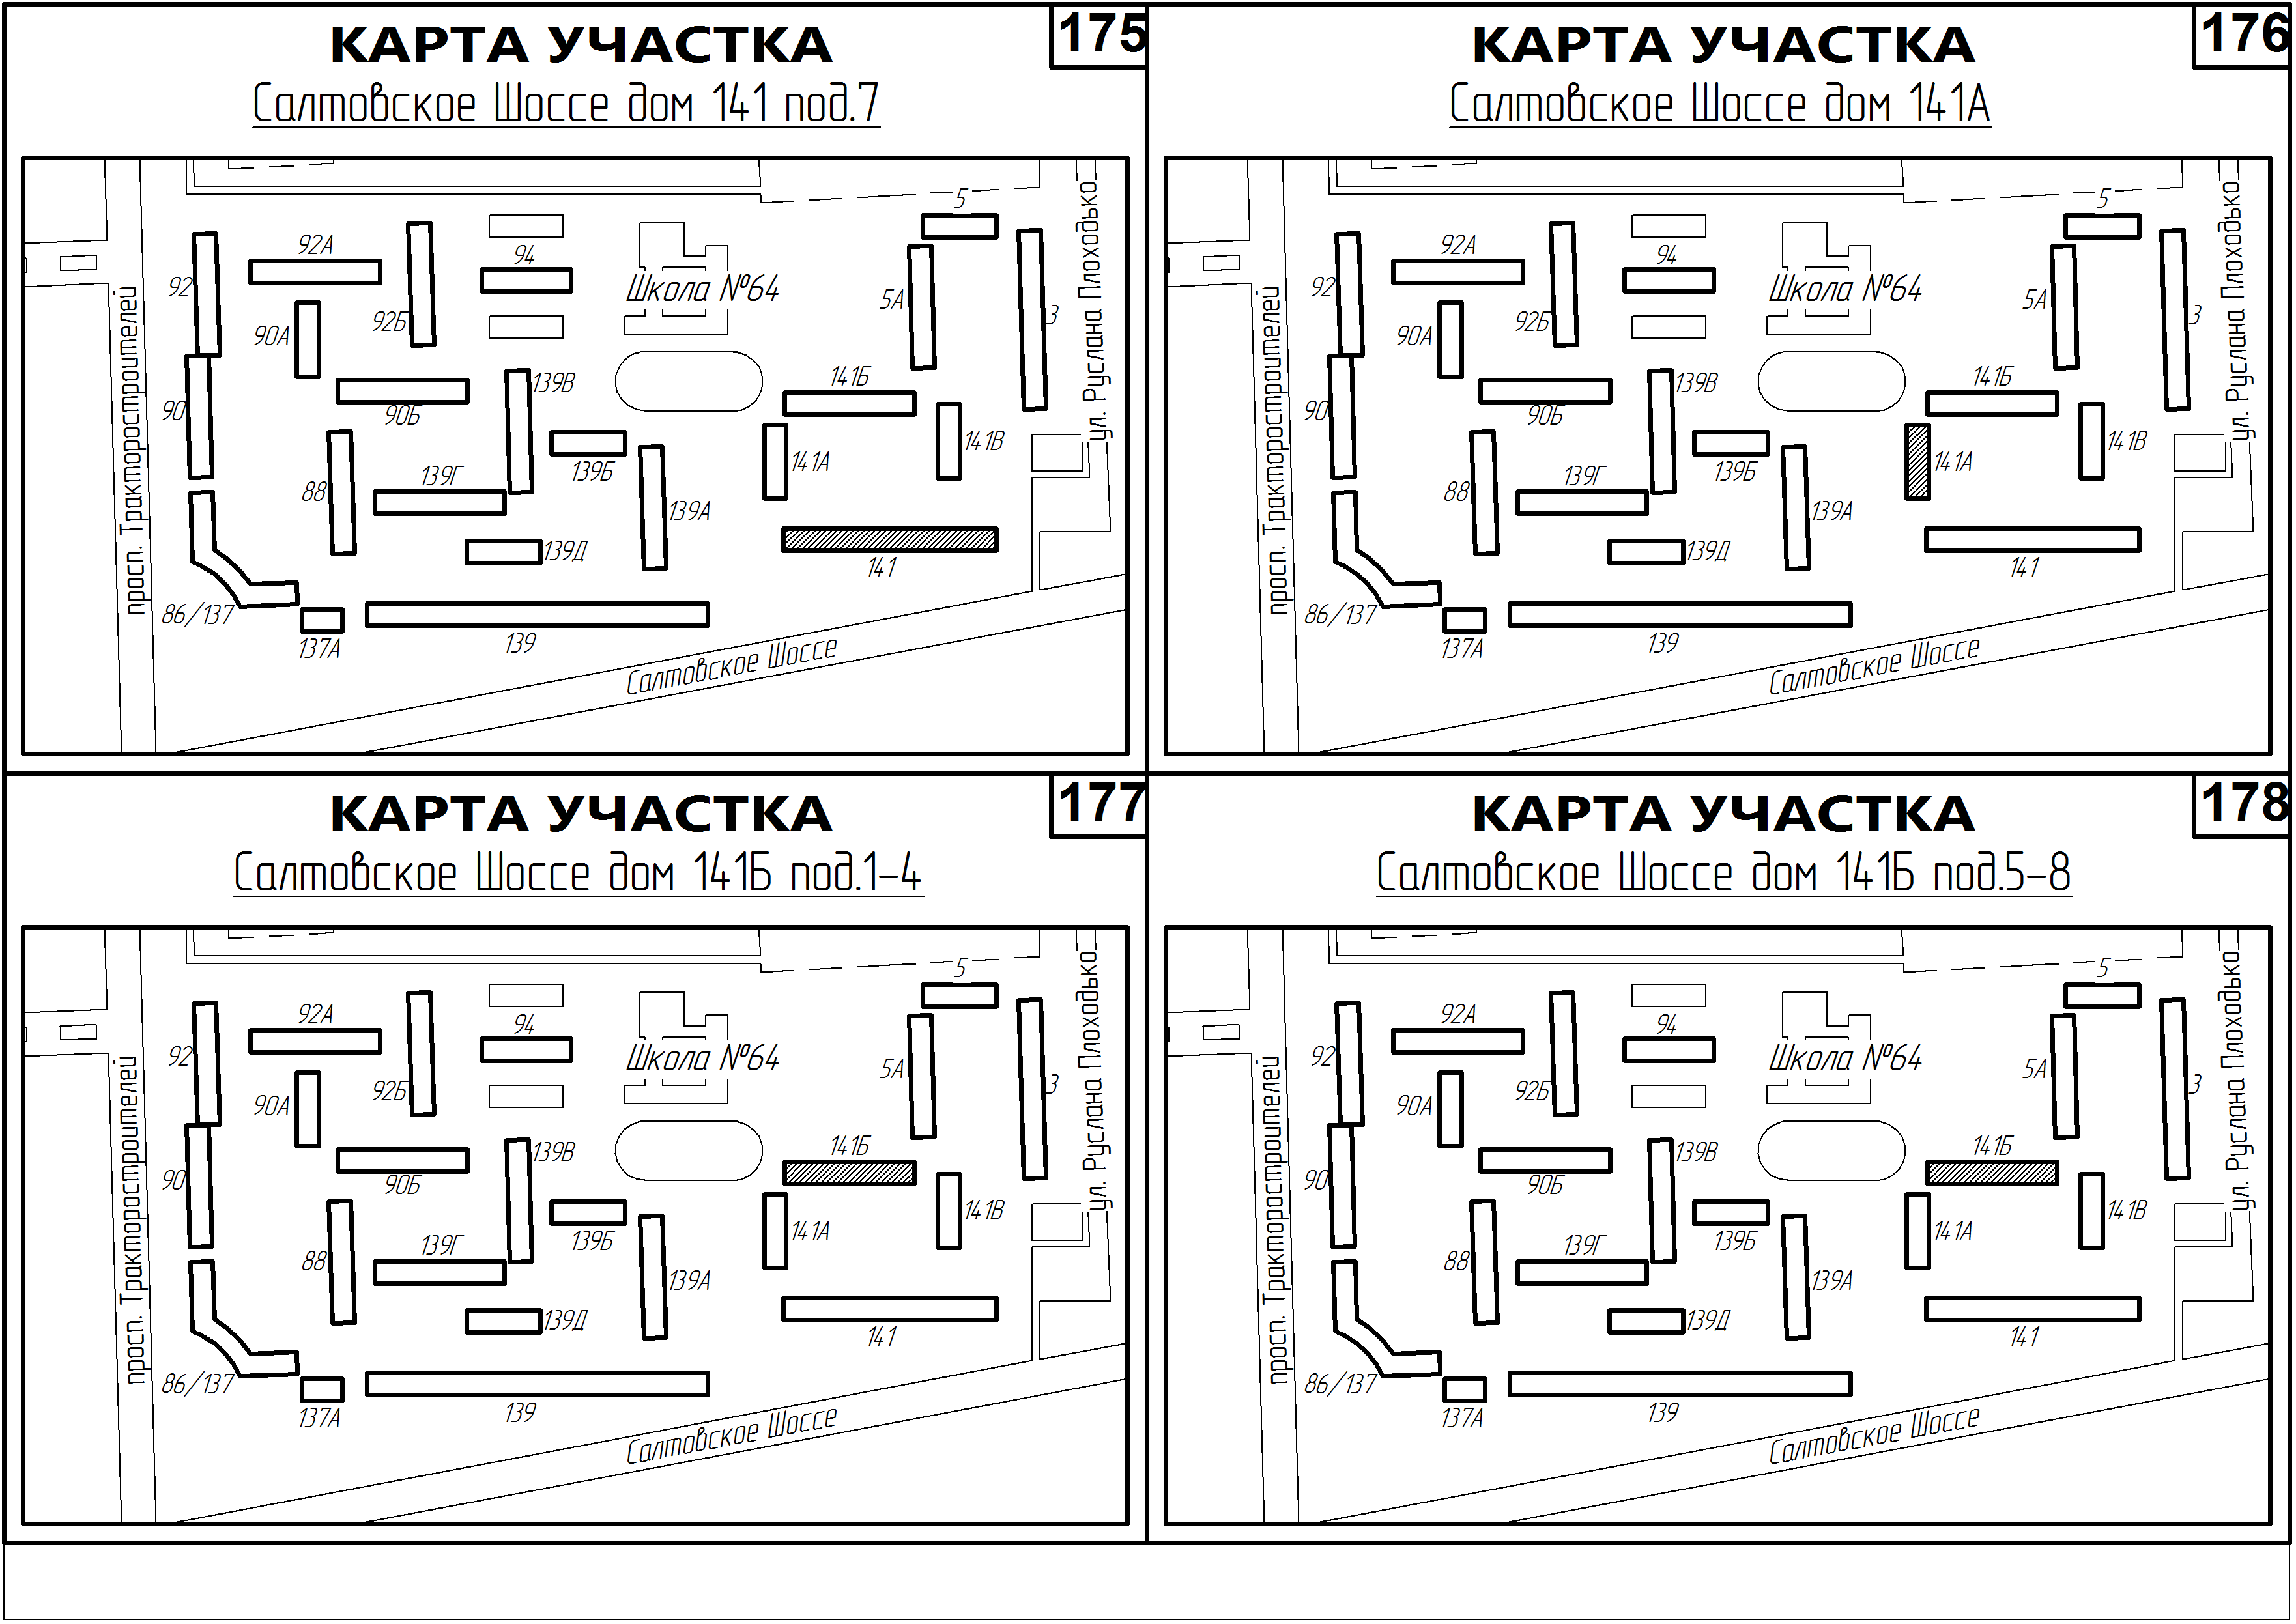 КАРТА УЧАСТКА
175
Салтовское Шоссе дом 141 под.7
5
92А
94
92
Школа №64
5А
3
92Б
90А
ул. Руслана Плоходько
просп. Тракторостроителей
139В
141Б
90
90Б
141В
139Б
141А
139Г
88
139А
139Д
141
86/137
137А
139
Салтовское Шоссе
КАРТА УЧАСТКА
176
Салтовское Шоссе дом 141А
5
92А
94
92
Школа №64
5А
3
92Б
90А
ул. Руслана Плоходько
просп. Тракторостроителей
139В
141Б
90
90Б
141В
139Б
141А
139Г
88
139А
139Д
141
86/137
137А
139
Салтовское Шоссе
КАРТА УЧАСТКА
177
Салтовское Шоссе дом 141Б под.1-4
5
92А
94
92
Школа №64
5А
3
92Б
90А
ул. Руслана Плоходько
просп. Тракторостроителей
139В
141Б
90
90Б
141В
139Б
141А
139Г
88
139А
139Д
141
86/137
137А
139
Салтовское Шоссе
КАРТА УЧАСТКА
178
Салтовское Шоссе дом 141Б под.5-8
5
92А
94
92
Школа №64
5А
3
92Б
90А
ул. Руслана Плоходько
просп. Тракторостроителей
139В
141Б
90
90Б
141В
139Б
141А
139Г
88
139А
139Д
141
86/137
137А
139
Салтовское Шоссе